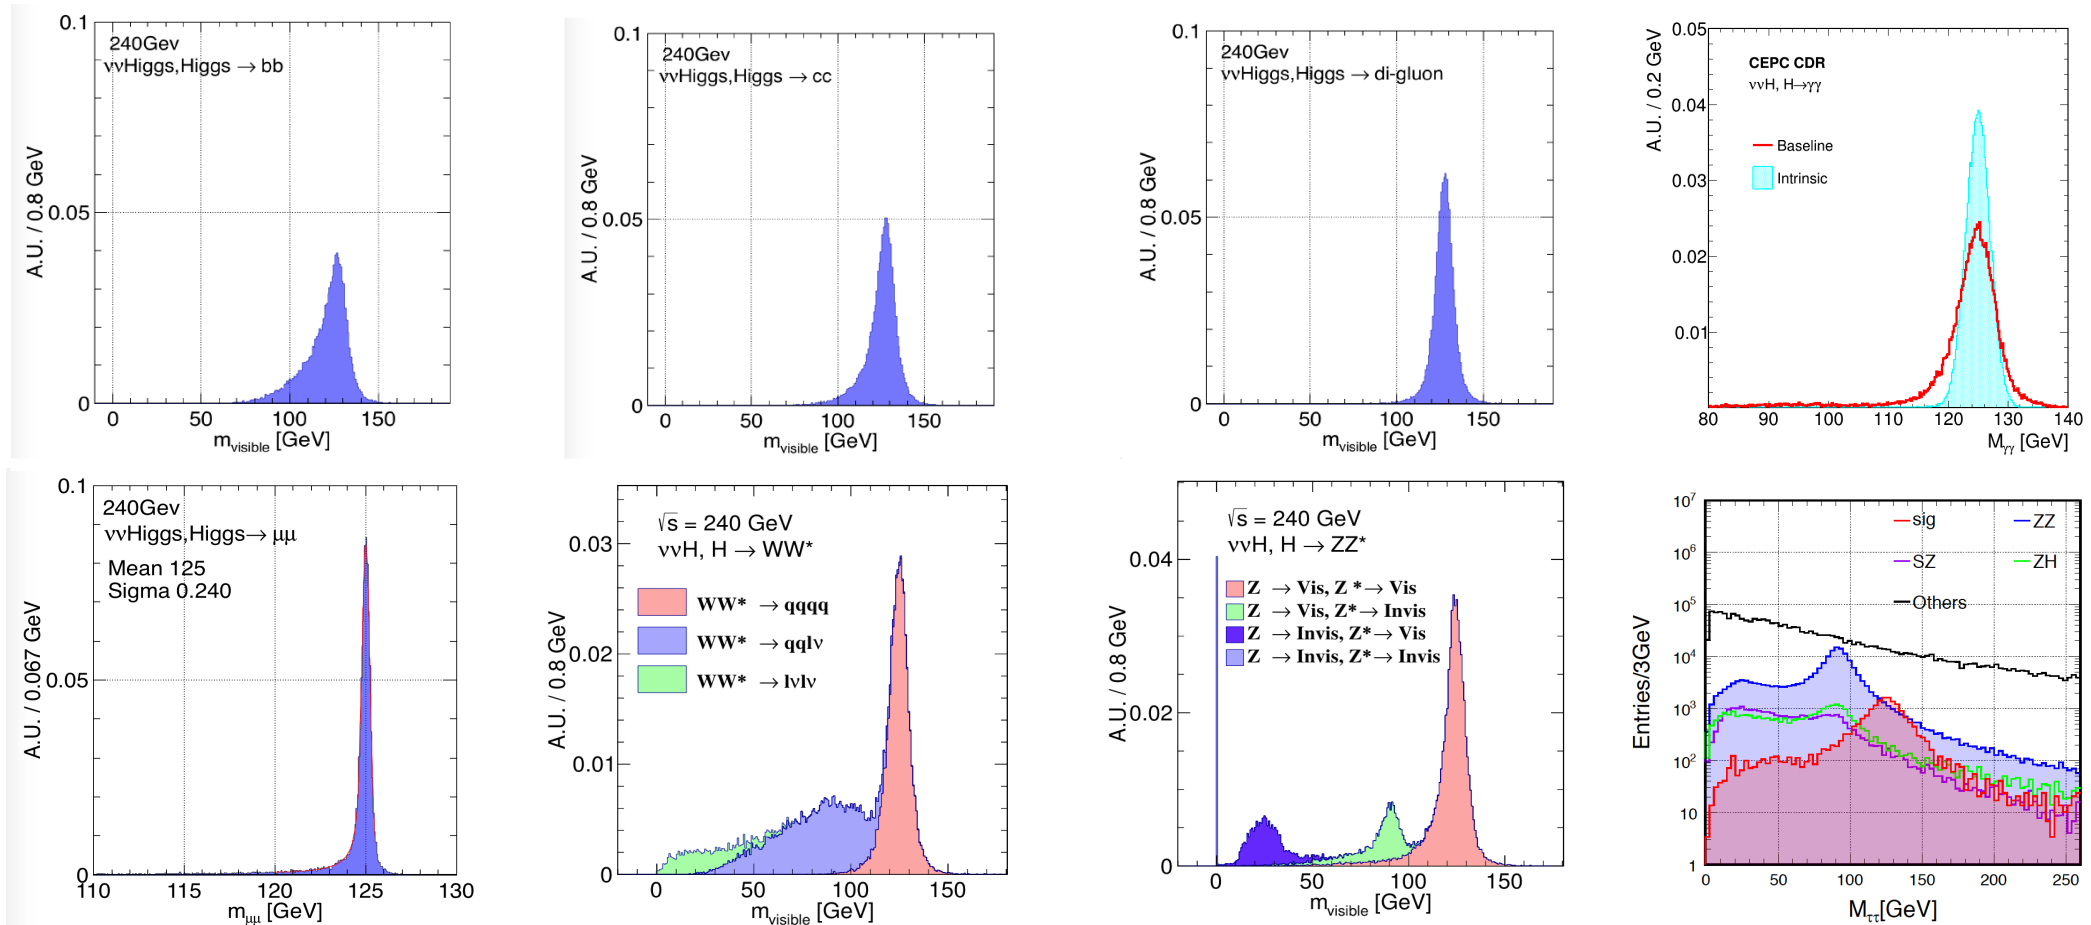 0.1
240Gev
ννHiggs,Higgs → bb
A.U. / 0.8 GeV
0.05
0
0 50 100 150
m_visible [GeV]
0.1
240Gev
ννHiggs,Higgs → cc
A.U. / 0.8 GeV
0.05
0
0 50 100 150
m_visible [GeV]
0.1
240Gev
ννHiggs,Higgs → di-gluon
A.U. / 0.8 GeV
0.05
0
0 50 100 150
m_visible [GeV]
0.05
CEPC CDR
ννH, H→γγ
Baseline
Intrinsic
A.U. / 0.2 GeV
0.04
0.03
0.02
0.01
80 90 100 110 120 130 140
M_γγ [GeV]
0.1
240Gev
ννHiggs,Higgs→ μμ
Mean 125
Sigma 0.240
A.U. / 0.067 GeV
0.05
0
110 115 120 125 130
m_μμ [GeV]
√s = 240 GeV
ννH, H → WW*
WW* → qqqq
WW* → qqlν
WW* → lνlν
A.U. / 0.8 GeV
0.03
0.02
0.01
0
0 50 100 150
m_visible [GeV]
√s = 240 GeV
ννH, H → ZZ*
Z → Vis, Z* → Vis
Z → Vis, Z* → Invis
Z → Invis, Z* → Vis
Z → Invis, Z* → Invis
A.U. / 0.8 GeV
0.04
0.02
0
0 50 100 150
m_visible [GeV]
sig ZZ
SZ ZH
Others
Entries/3GeV
10^7
10^6
10^5
10^4
10^3
10^2
10
1
0 50 100 150 200 250
M_ττ[GeV]